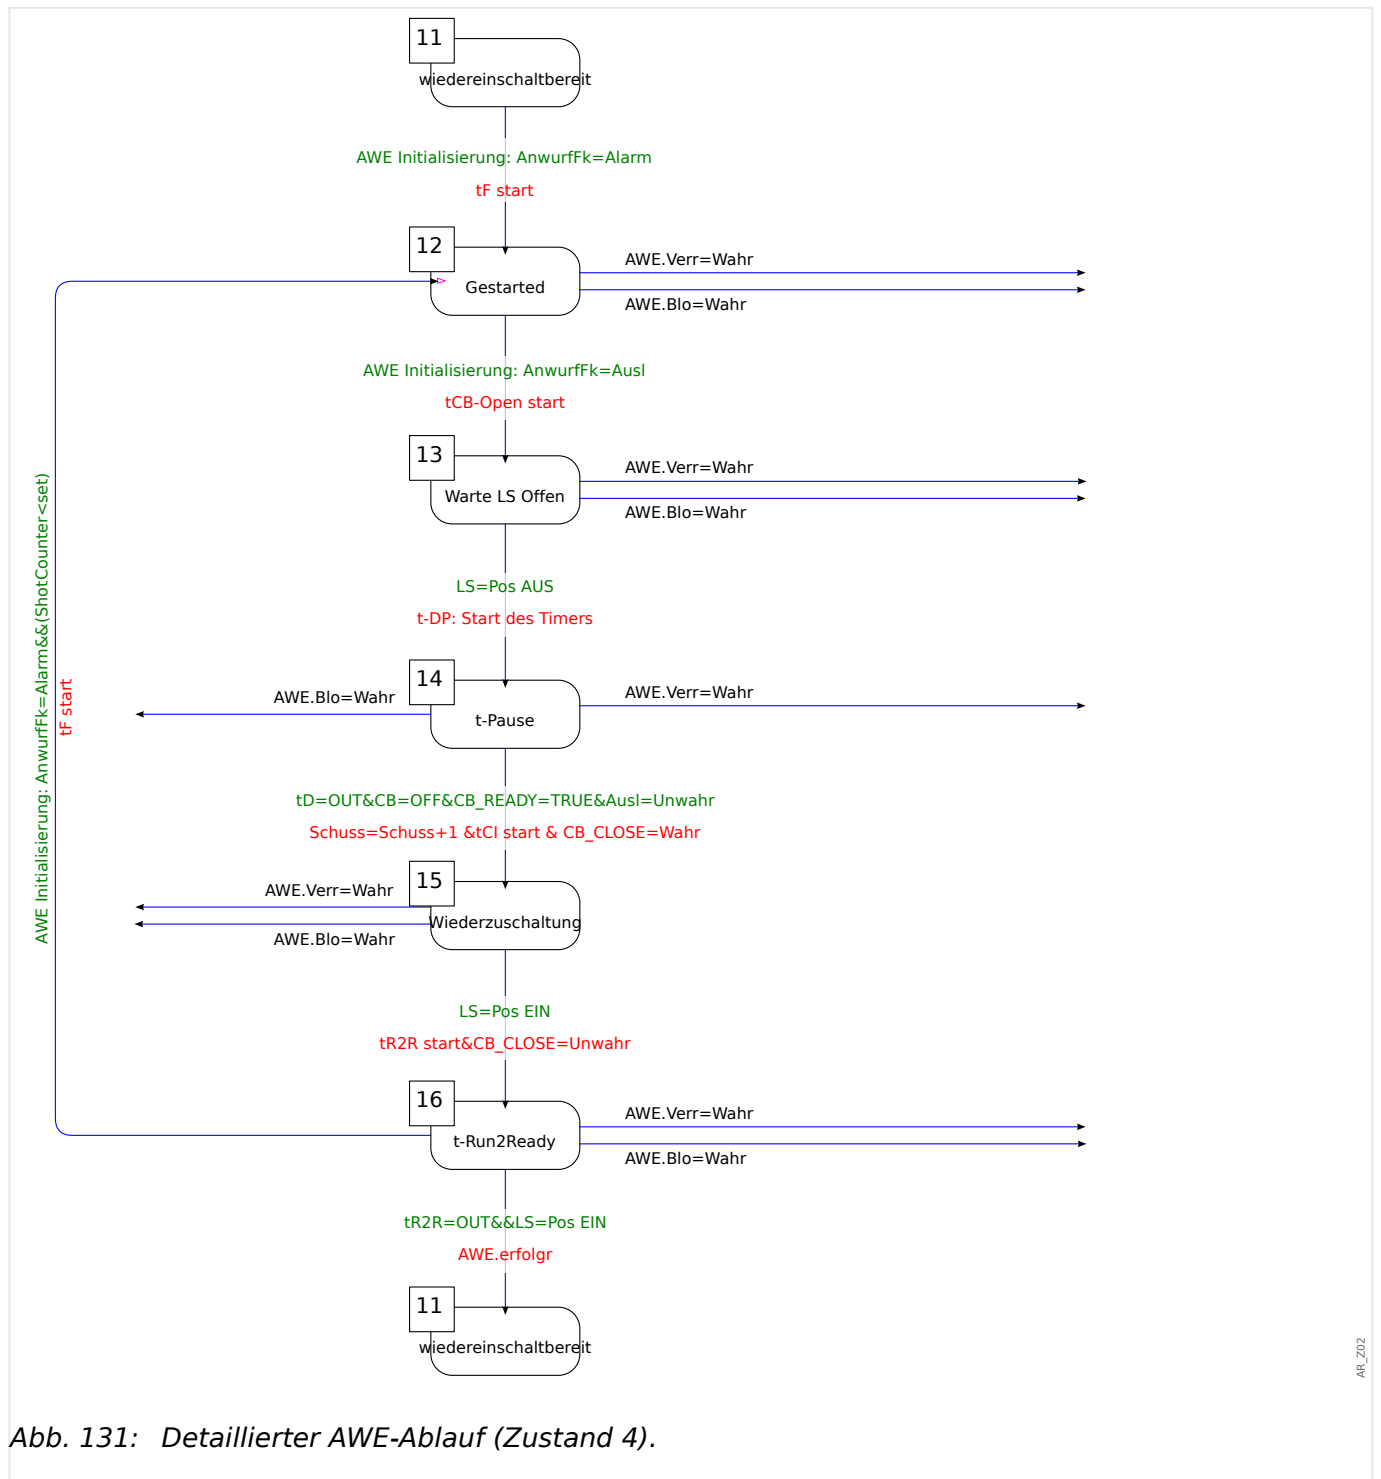 11
wiedereinschaltbereit
AWE Initialisierung: AnwurfFk=Alarm
tF start
12
Gestarted
AWE.Verr=Wahr
AWE.Blo=Wahr
AWE Initialisierung: AnwurfFk=Ausl
tCB-Open start
13
Warte LS Offen
AWE.Verr=Wahr
AWE.Blo=Wahr
AWE Initialisierung: AnwurfFk=Alarm&&(ShotCounter<set)
tF start
LS=Pos AUS
t-DP: Start des Timers
14
t-Pause
AWE.Blo=Wahr
AWE.Verr=Wahr
tD=OUT&CB=OFF&CB_READY=TRUE&Ausl=Unwahr
Schuss=Schuss+1 &tCI start & CB_CLOSE=Wahr
15
Wiederzuschaltung
AWE.Verr=Wahr
AWE.Blo=Wahr
LS=Pos EIN
tR2R start&CB_CLOSE=Unwahr
16
t-Run2Ready
AWE.Verr=Wahr
AWE.Blo=Wahr
tR2R=OUT&&LS=Pos EIN
AWE.erfolgr
11
wiedereinschaltbereit
AR_Z02
Abb. 131: Detaillierter AWE-Ablauf (Zustand 4).